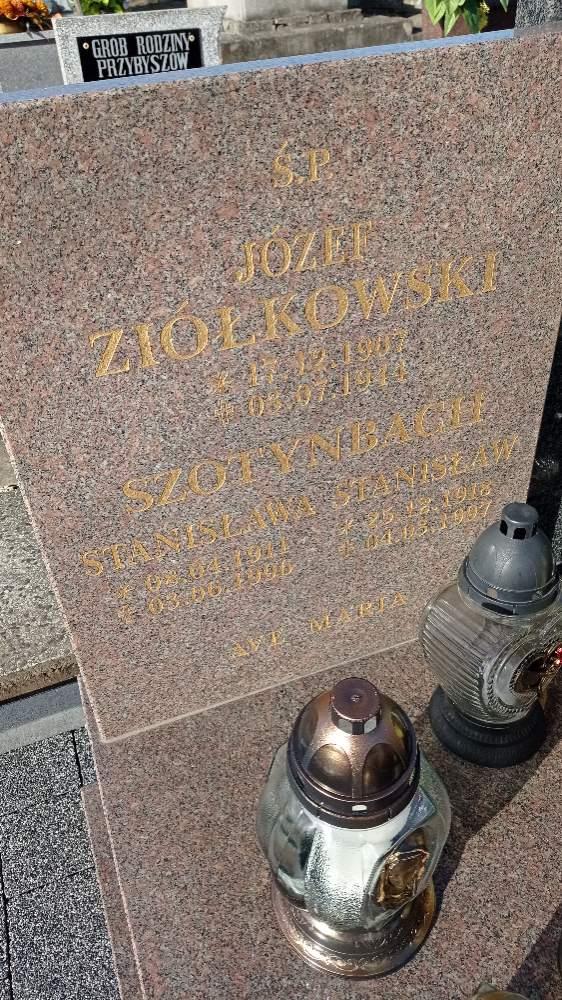 GRÓB RODZINY
PRZYBYSZÓW
Ś.P.
JÓZEF
ZIÓŁKOWSKI
* 17.12.1907
03.07.1944
SZOTYNBACH
STANISŁAWA STANISŁAW
* 08.04.1911 * 25.12.1918
03.06.1996 04.03.1997
AVE MARIA